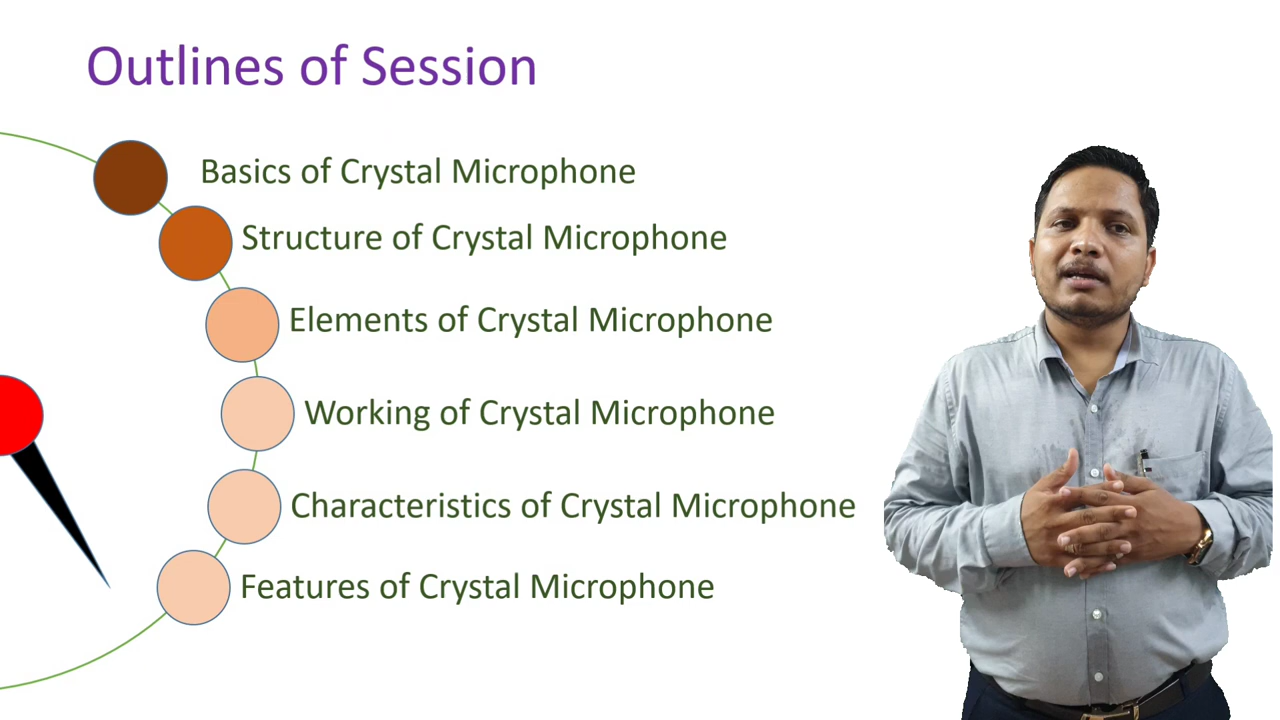 Outlines of Session
Basics of Crystal Microphone
Structure of Crystal Microphone
Elements of Crystal Microphone
Working of Crystal Microphone
Characteristics of Crystal Microphone
Features of Crystal Microphone